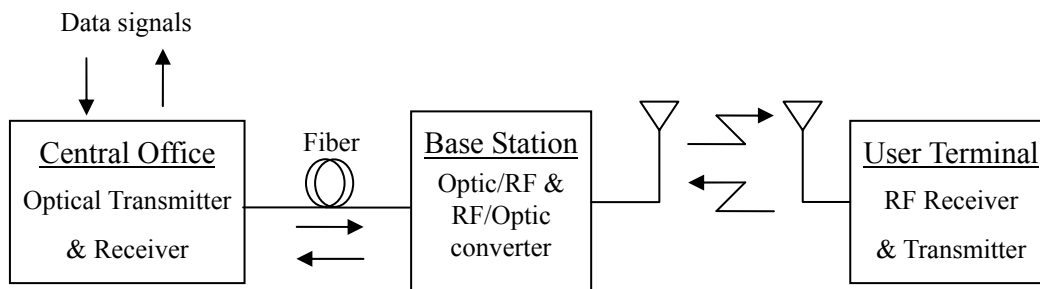 Data signals
Central Office
Optical Transmitter
& Receiver
Fiber
Base Station
Optic/RF &
RF/Optic
converter
User Terminal
RF Receiver
& Transmitter